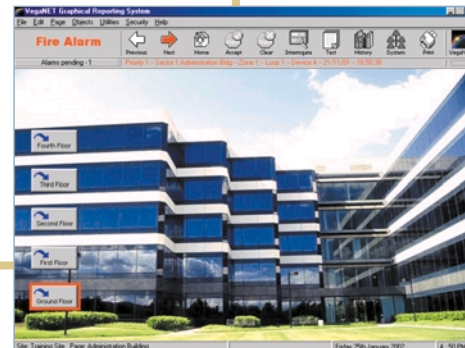 VegaNET Graphical Reporting System
File Edit Page Objects Utilities Security Help
Fire Alarm
Previous Next Home Accept Clear Interrogate Text History System Print
Alarms pending - 1 Priority 1 - Sector 1 Administration Bldg - Zone 1 - Loop 1 - Device 4 - 21/11/01 - 16:50:38
Fourth Floor
Third Floor
Second Floor
First Floor
Ground Floor
Site: Training Site Page: Administration Building Friday 25th January 2002